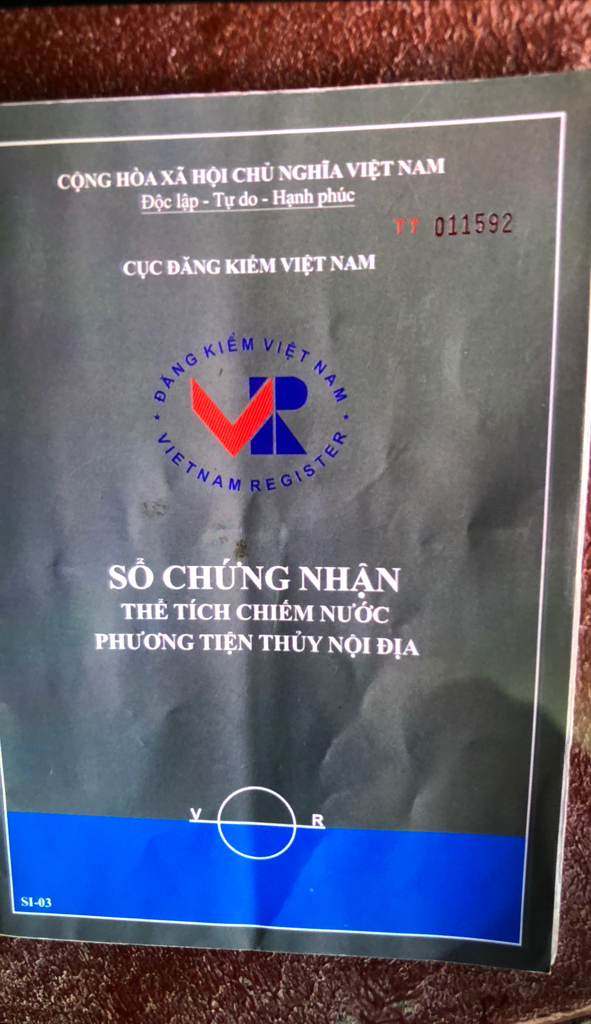 CỘNG HÒA XÃ HỘI CHỦ NGHĨA VIỆT NAM
Độc lập - Tự do - Hạnh phúc
TT 011592
CỤC ĐĂNG KIỂM VIỆT NAM
ĐĂNG KIỂM VIỆT NAM
VR
VIETNAM REGISTER
SỔ CHỨNG NHẬN
THỂ TÍCH CHIẾM NƯỚC
PHƯƠNG TIỆN THỦY NỘI ĐỊA
V R
SI-03